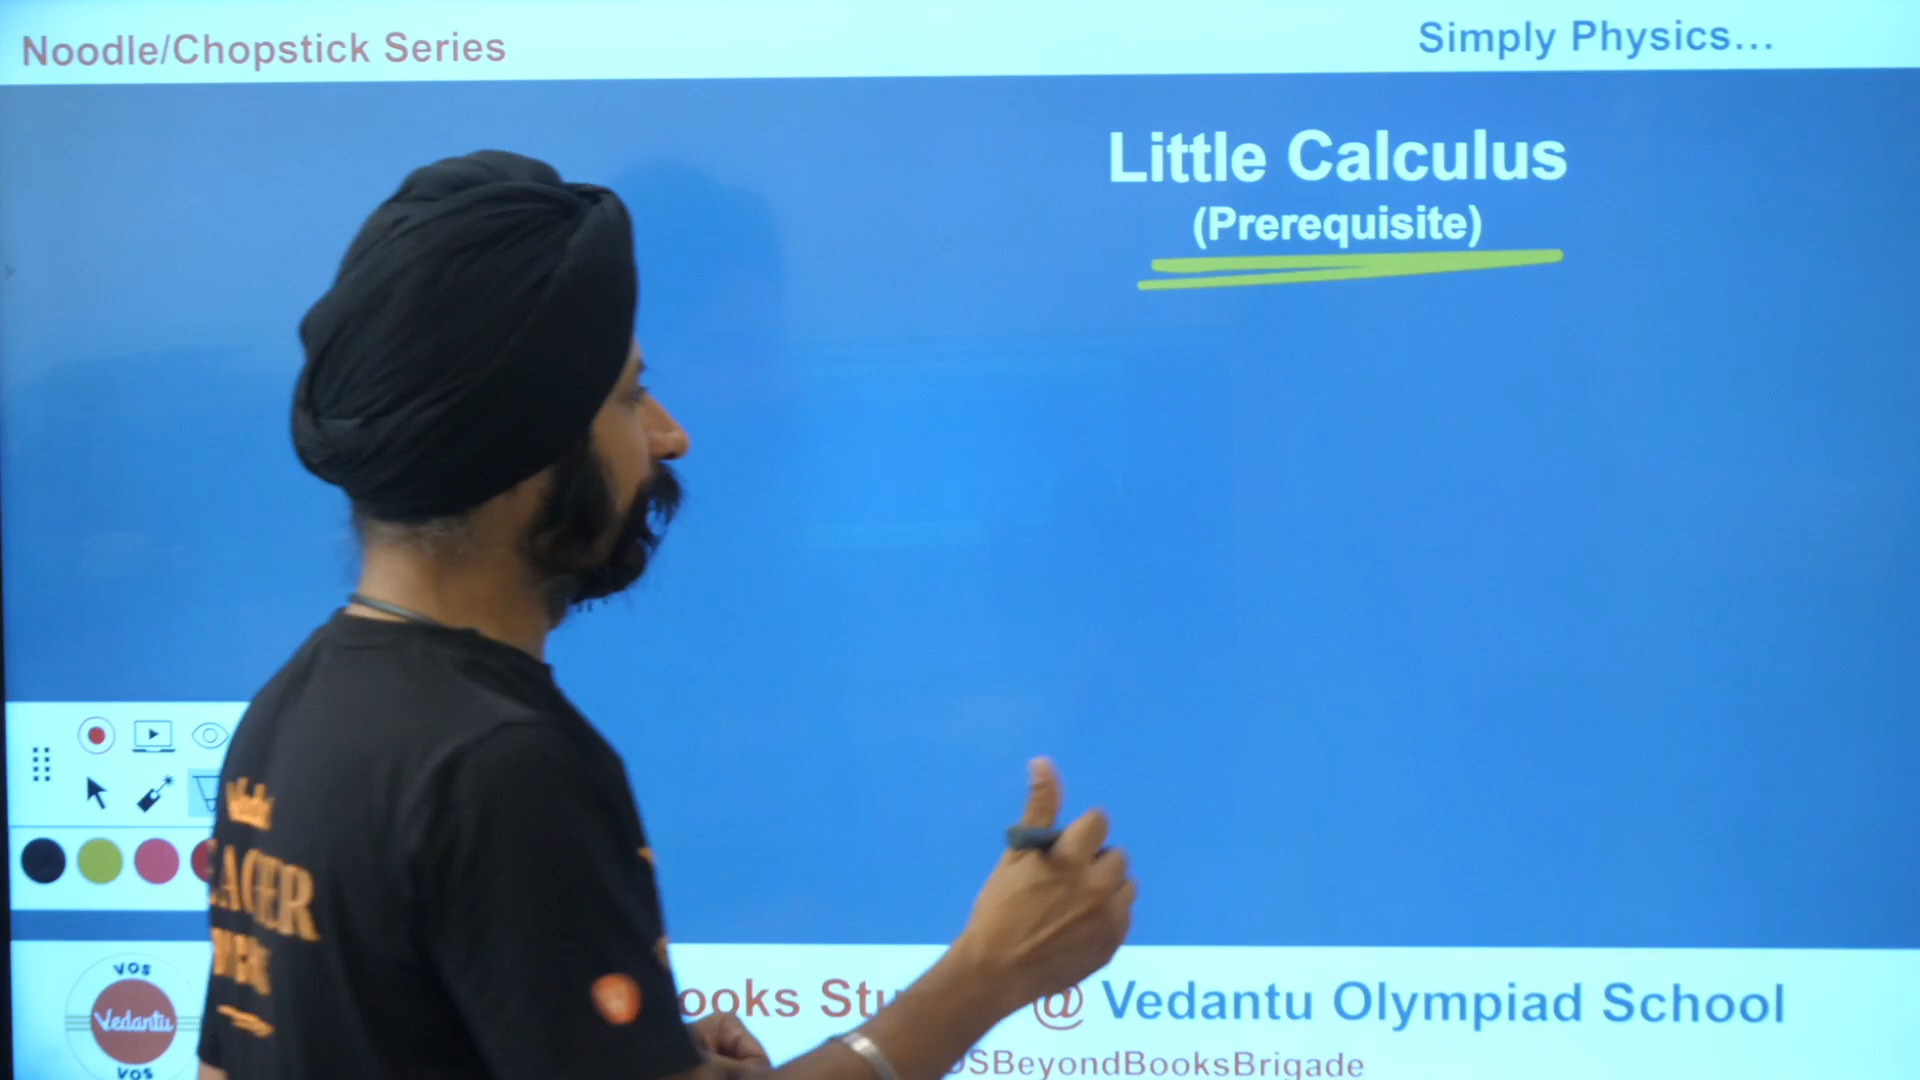 Noodle/Chopstick Series
Simply Physics...
Little Calculus
(Prerequisite)
VOS
Vedantu
VOS
@ Vedantu Olympiad School